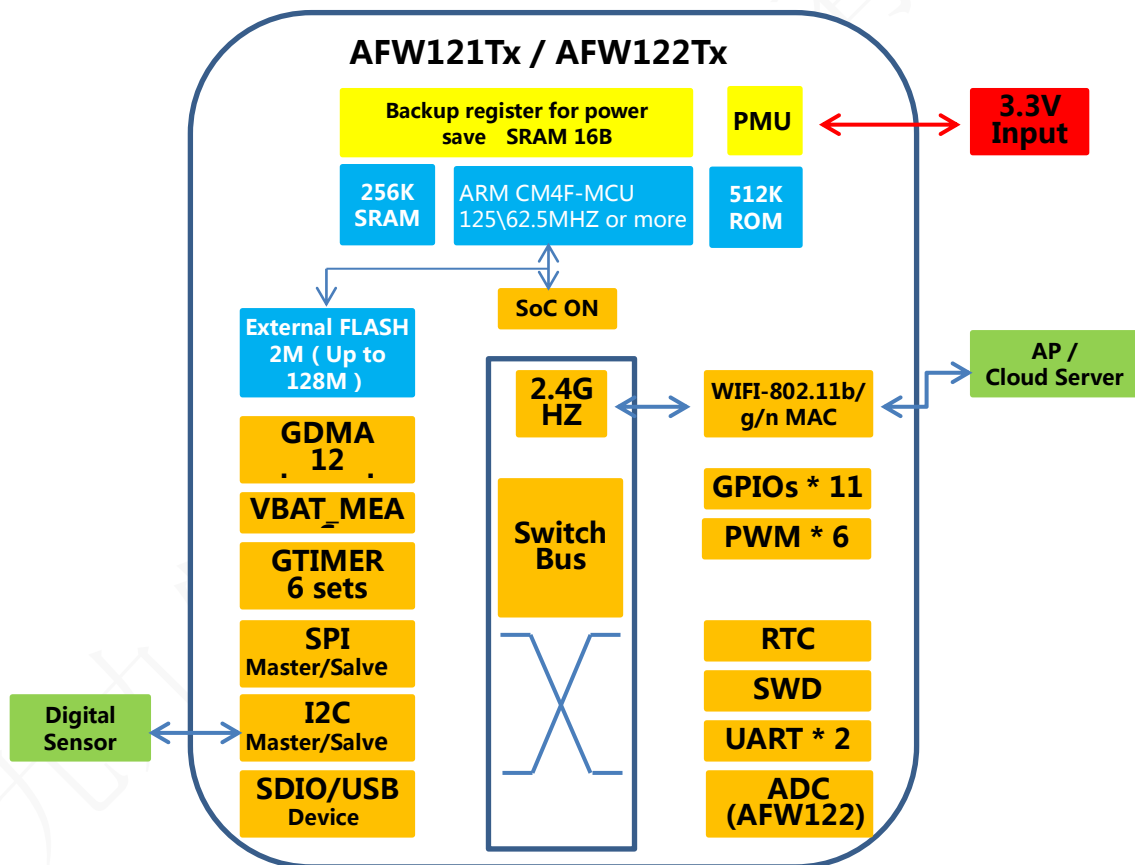 AFW121Tx / AFW122Tx
Backup register for power
save SRAM 16B
PMU
3.3V
Input
256K
SRAM
ARM CM4F-MCU
125\62.5MHZ or more
512K
ROM
SoC ON
External FLASH
2M ( Up to
128M )
AP /
Cloud Server
2.4G
HZ
WIFI-802.11b/
g/n MAC
GDMA
12
GPIOs * 11
VBAT_MEA
Switch
Bus
PWM * 6
GTIMER
6 sets
SPI
Master/Salve
RTC
Digital
Sensor
I2C
Master/Salve
SWD
UART * 2
SDIO/USB
Device
ADC
(AFW122)